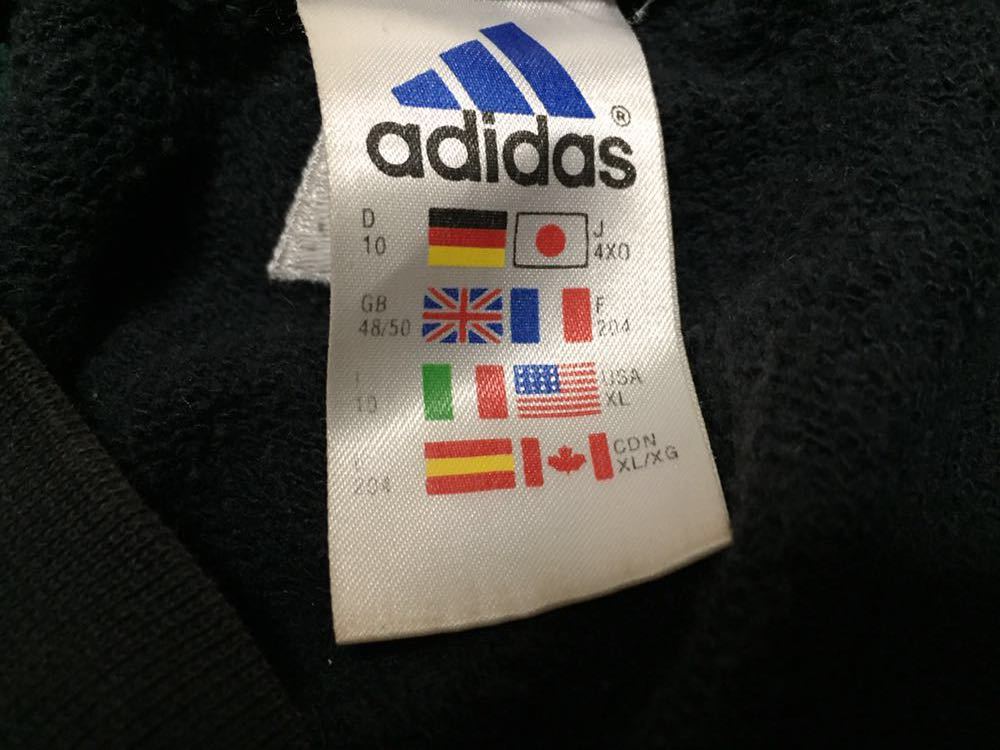 adidas ®
D J
10 4XO
GB F
48/50 204
I USA
10 XL
CDN
204 XL/XG